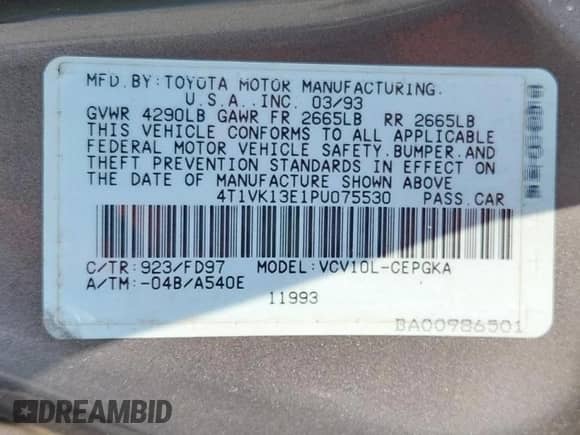 MFD.BY:TOYOTA MOTOR MANUFACTURING.
U.S.A.,INC. 03/93
GVWR 4290LB GAWR FR 2665LB RR 2665LB
THIS VEHICLE CONFORMS TO ALL APPLICABLE
FEDERAL MOTOR VEHICLE SAFETY,BUMPER,AND
THEFT PREVENTION STANDARDS IN EFFECT ON
THE DATE OF MANUFACTURE SHOWN ABOVE
4T1VK13E1PU075530 PASS.CAR
C/TR:923/FD97 MODEL:VCV10L-CEPGKA
A/TM:-04B/A540E
11993
BA00986501
DREAMBID